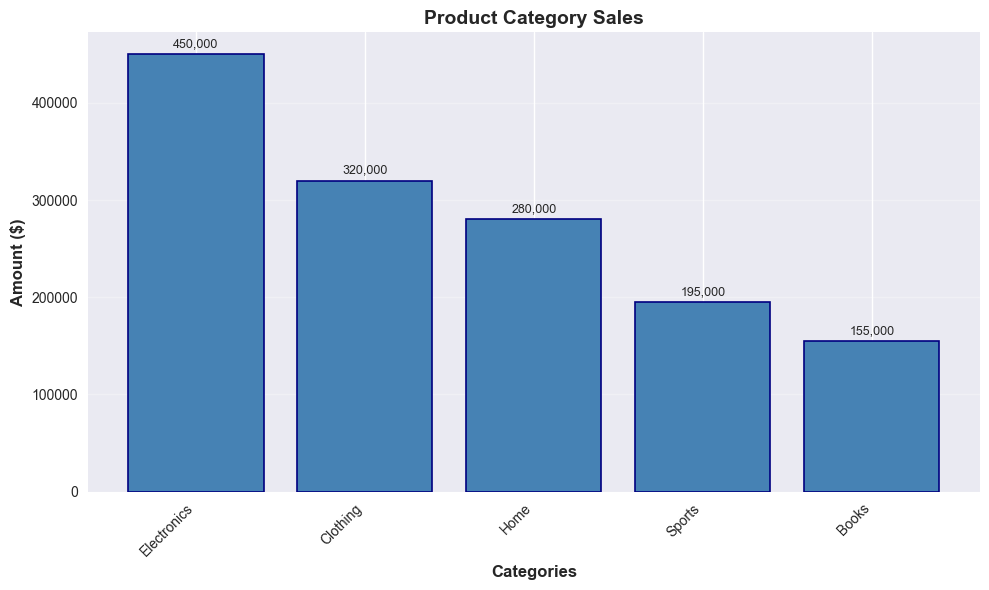 Product Category Sales
Amount ($)
400000
300000
200000
100000
0
450,000
320,000
280,000
195,000
155,000
Electronics
Clothing
Home
Sports
Books
Categories